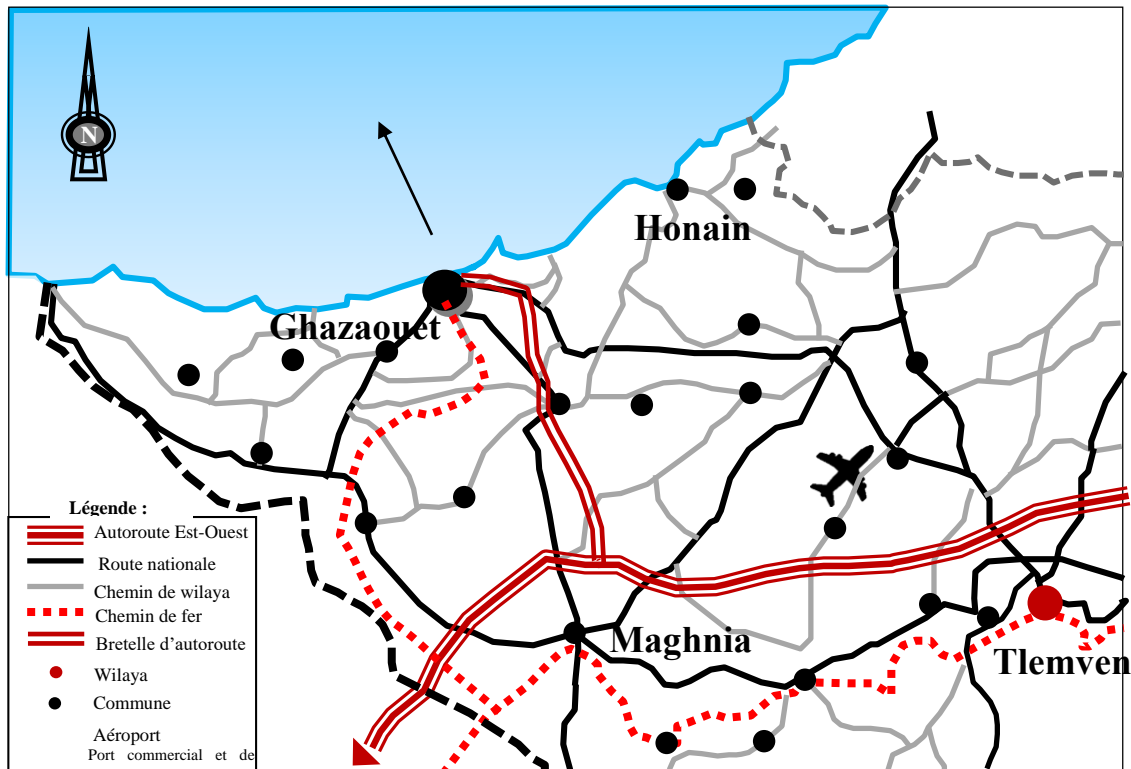 N
Honain
Ghazaouet
Maghnia
Tlemven
Légende :
Autoroute Est-Ouest
Route nationale
Chemin de wilaya
Chemin de fer
Bretelle d'autoroute
Wilaya
Commune
Aéroport
Port commercial et de